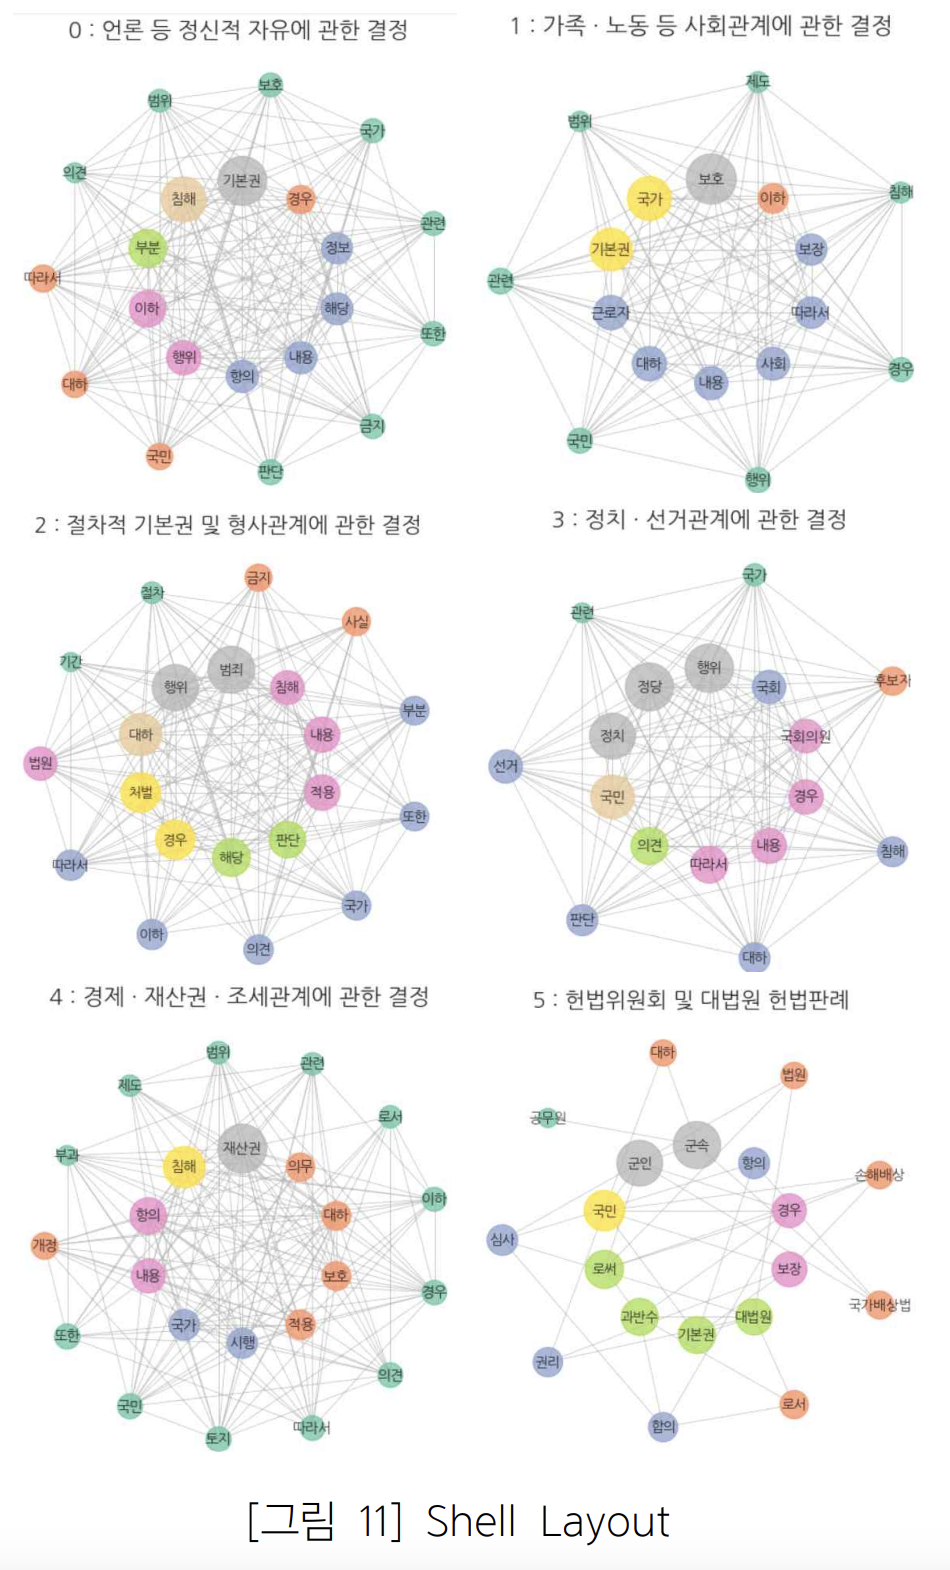 0 : 언론 등 정신적 자유에 관한 결정
보호
범위
국가
의견
기본권
침해
경우
관련
부분
정보
따라서
이하
해당
또한
행위
내용
항의
대하
금지
국민
판단
1 : 가족 · 노동 등 사회관계에 관한 결정
제도
범위
보호
침해
국가
이하
기본권
보장
관련
근로자
따라서
대하
사회
내용
경우
국민
행위
2 : 절차적 기본권 및 형사관계에 관한 결정
금지
절차
사실
기간
범죄
행위
침해
부분
대하
내용
법원
처벌
적용
또한
경우
판단
해당
따라서
국가
이하
의견
3 : 정치 · 선거관계에 관한 결정
국가
관련
행위
후보자
정당
국회
정치
국회의원
선거
국민
경우
의견
내용
따라서
침해
판단
대하
4 : 경제 · 재산권 · 조세관계에 관한 결정
범위
관련
제도
로서
재산권
부과
침해
의무
이하
항의
대하
개정
내용
보호
경우
국가
적용
시행
또한
의견
국민
따라서
토지
5 : 헌법위원회 및 대법원 헌법판례
대하
법원
공무원
군속
군인
항의
손해배상
국민
경우
심사
로써
보장
국가배상법
과반수
대법원
기본권
권리
로서
합의
[그림 11] Shell Layout